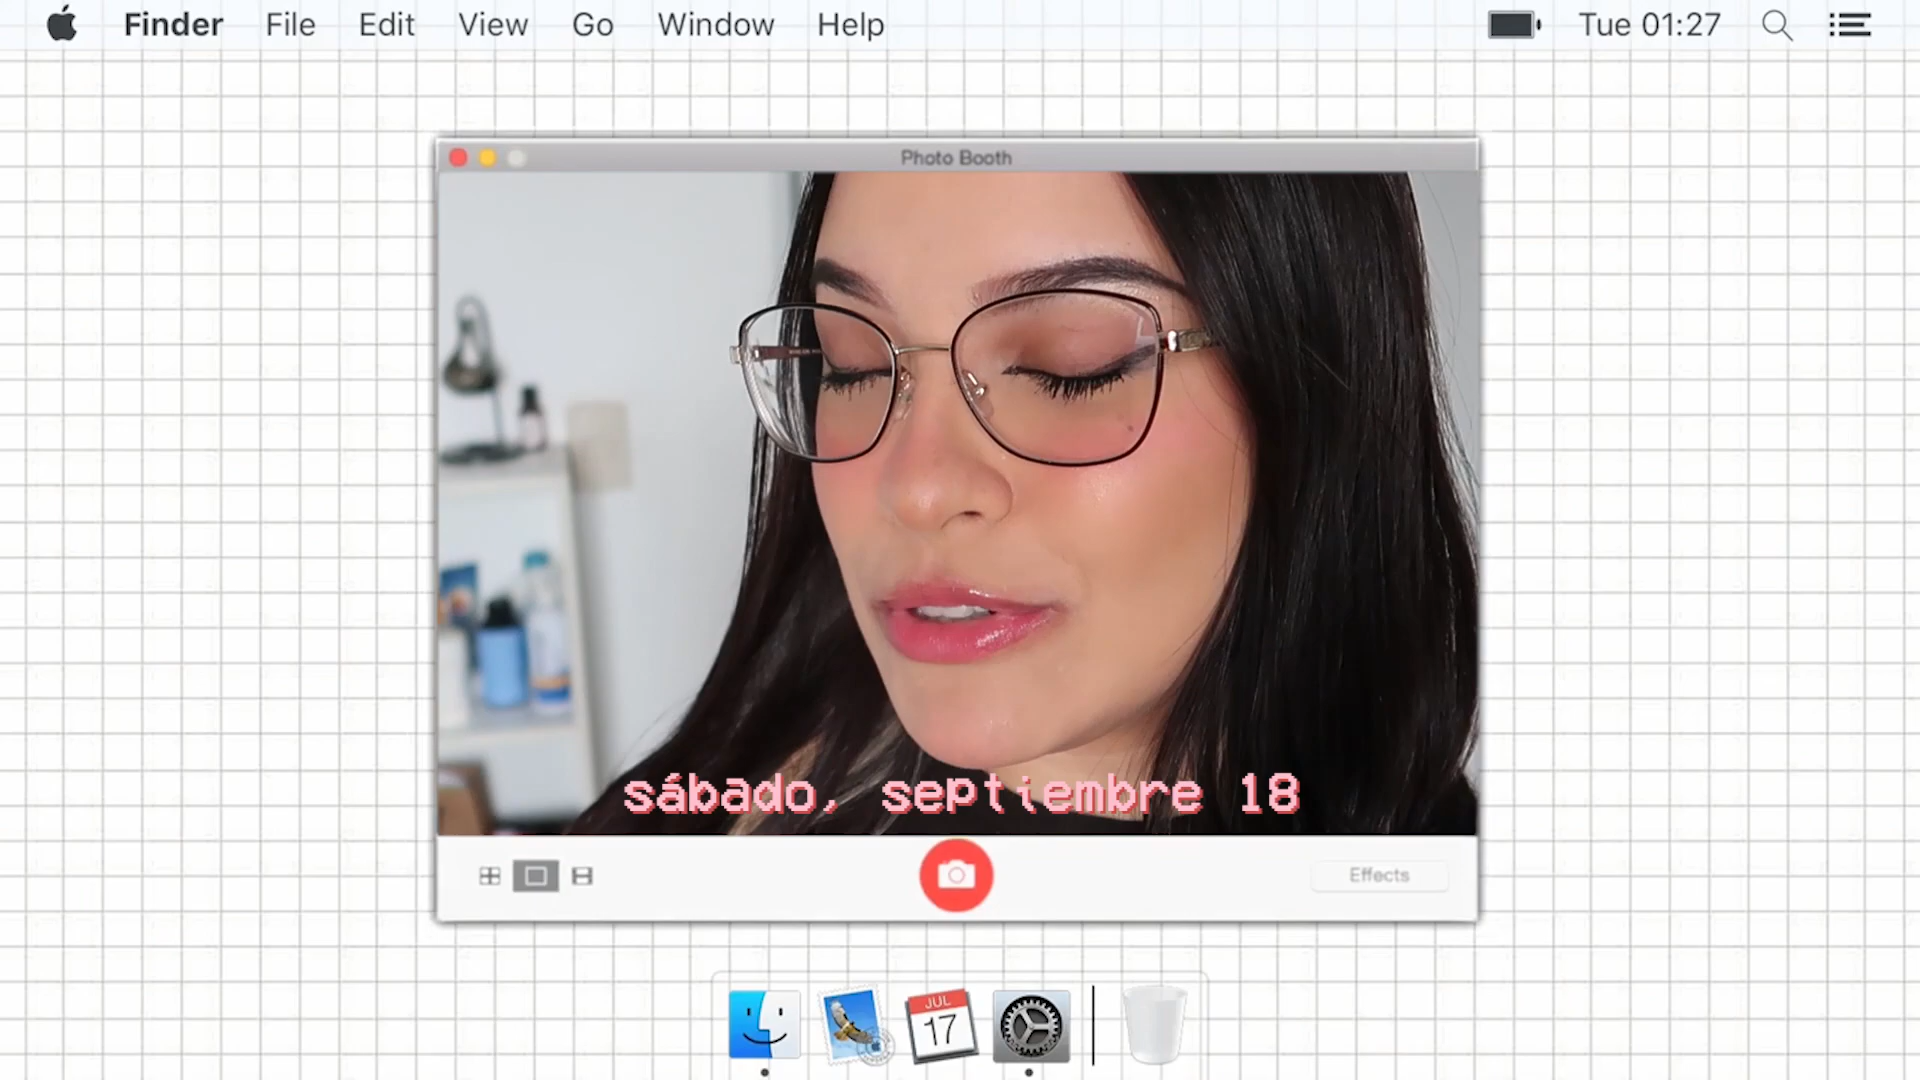 Finder File Edit View Go Window Help Tue 01:27
Photo Booth
sábado, septiembre 18
Effects
JUL
17